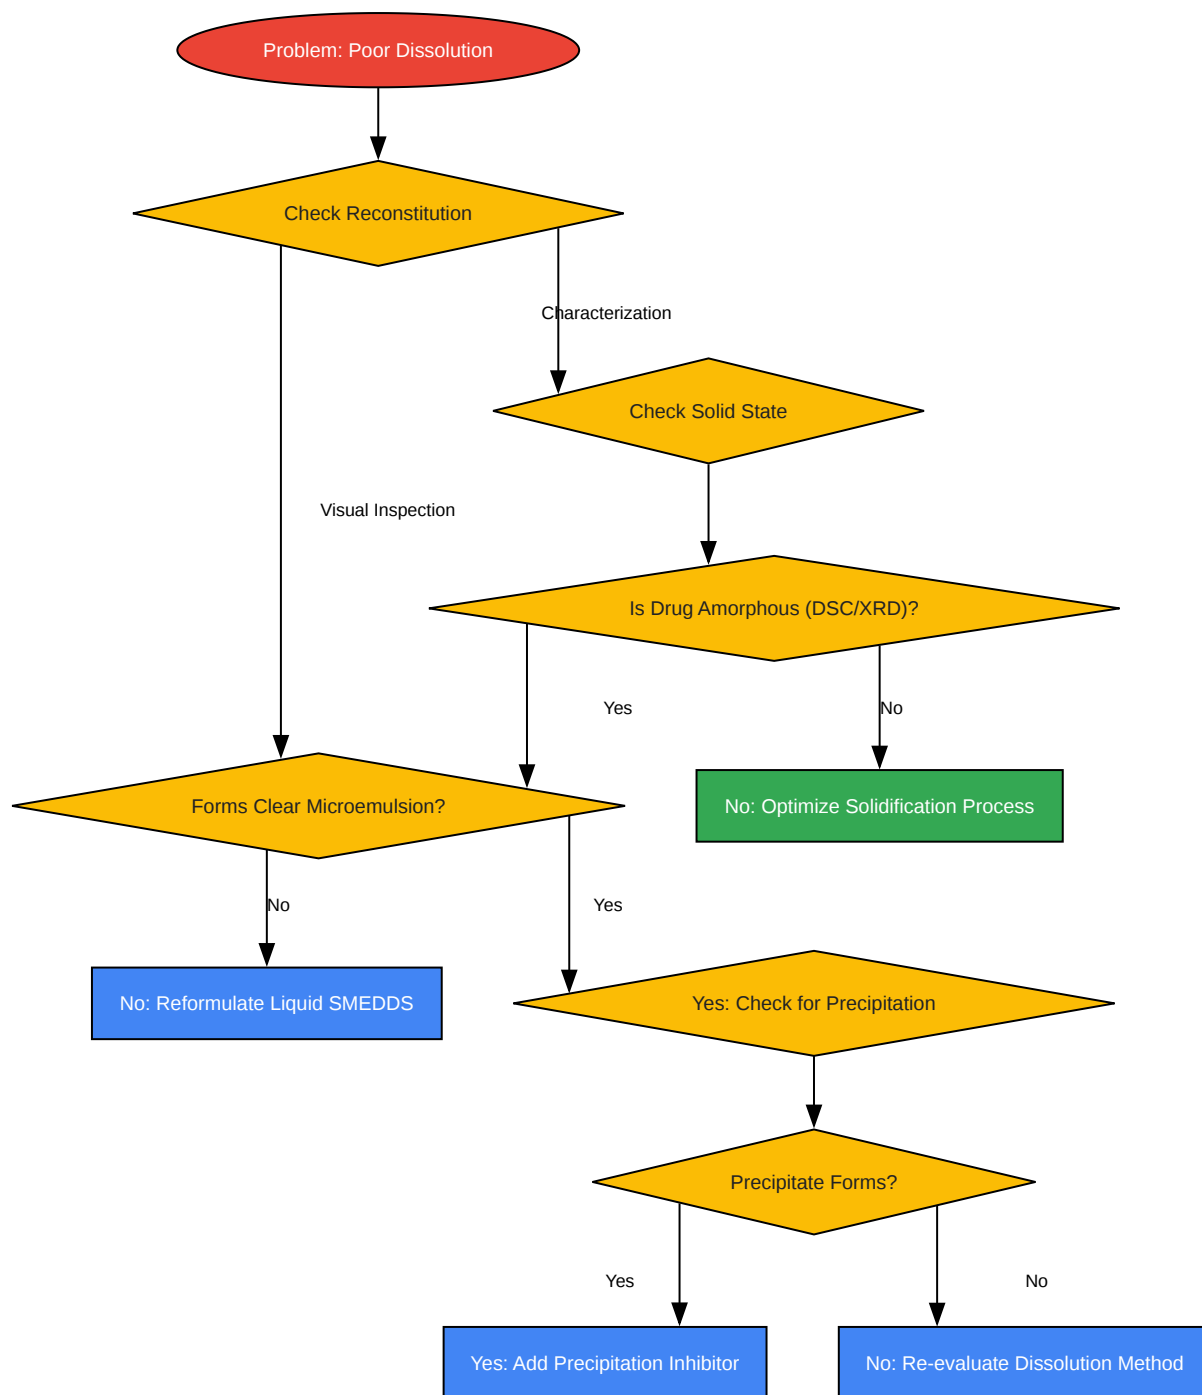 Problem: Poor Dissolution
Check Reconstitution
Characterization
Check Solid State
Visual Inspection
Is Drug Amorphous (DSC/XRD)?
Yes
No
Forms Clear Microemulsion?
No: Optimize Solidification Process
No
Yes
No: Reformulate Liquid SMEDDS
Yes: Check for Precipitation
Precipitate Forms?
Yes
No
Yes: Add Precipitation Inhibitor
No: Re-evaluate Dissolution Method